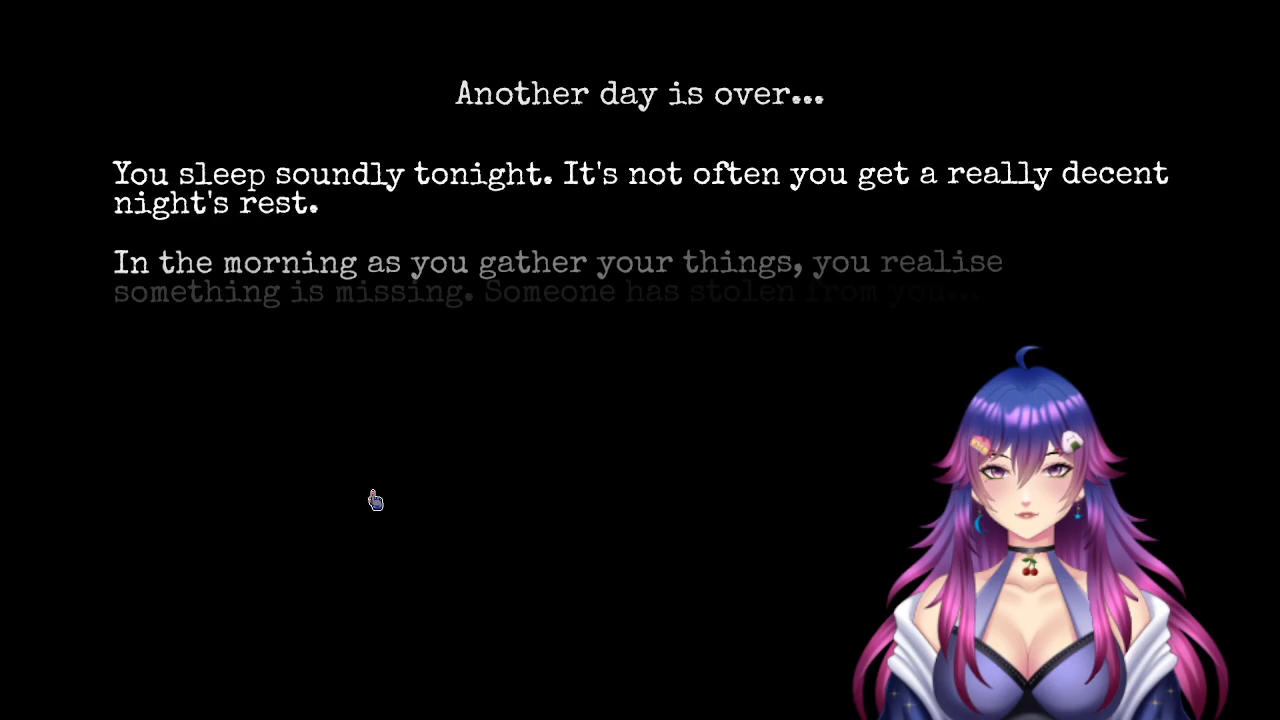 Another day is over...
You sleep soundly tonight. It's not often you get a really decent
night's rest.
In the morning as you gather your things, you realise
something is missing. Someone has stolen from you...